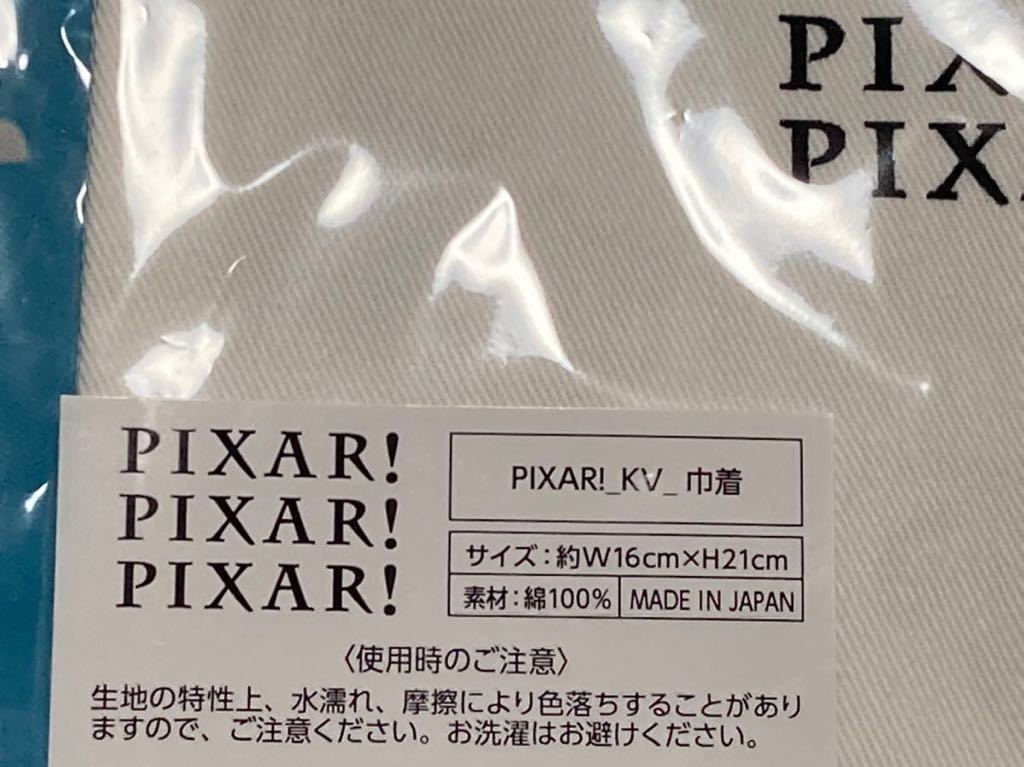 PIX
PIX
PIXAR!
PIXAR!
PIXAR!
PIXAR!_KV_ 巾着
サイズ:約W16cm×H21cm
素材:綿100% MADE IN JAPAN
〈使用時のご注意〉
生地の特性上、水濡れ、摩擦により色落ちすることがあり
ますので、ご注意ください。お洗濯はお避けください。